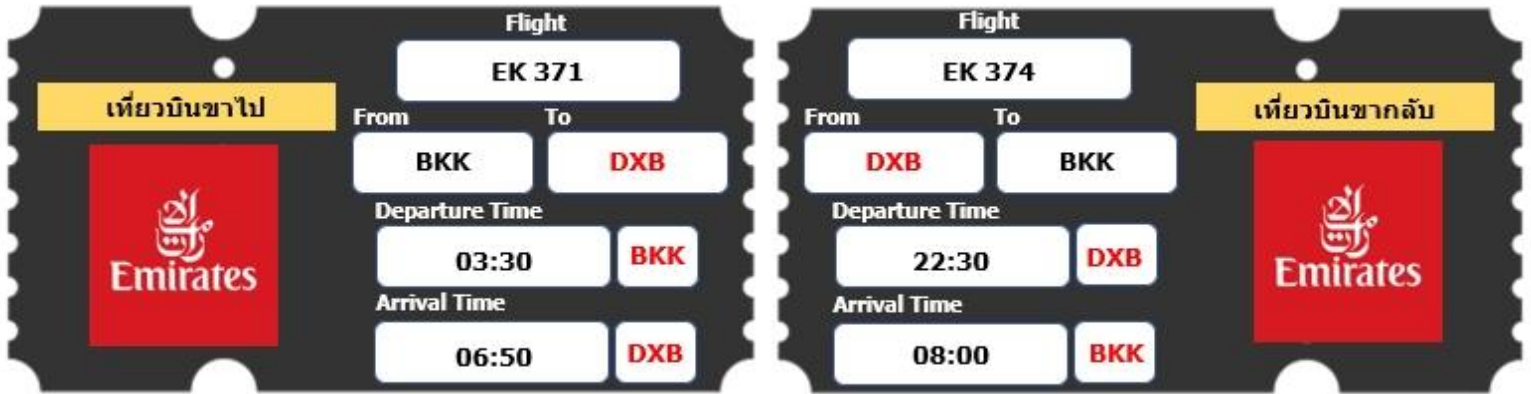 Flight
EK 371
เที่ยวบินขาไป
From To
BKK DXB
Departure Time
03:30 BKK
Arrival Time
06:50 DXB
Emirates
Flight
EK 374
เที่ยวบินขากลับ
From To
DXB BKK
Departure Time
22:30 DXB
Arrival Time
08:00 BKK
Emirates